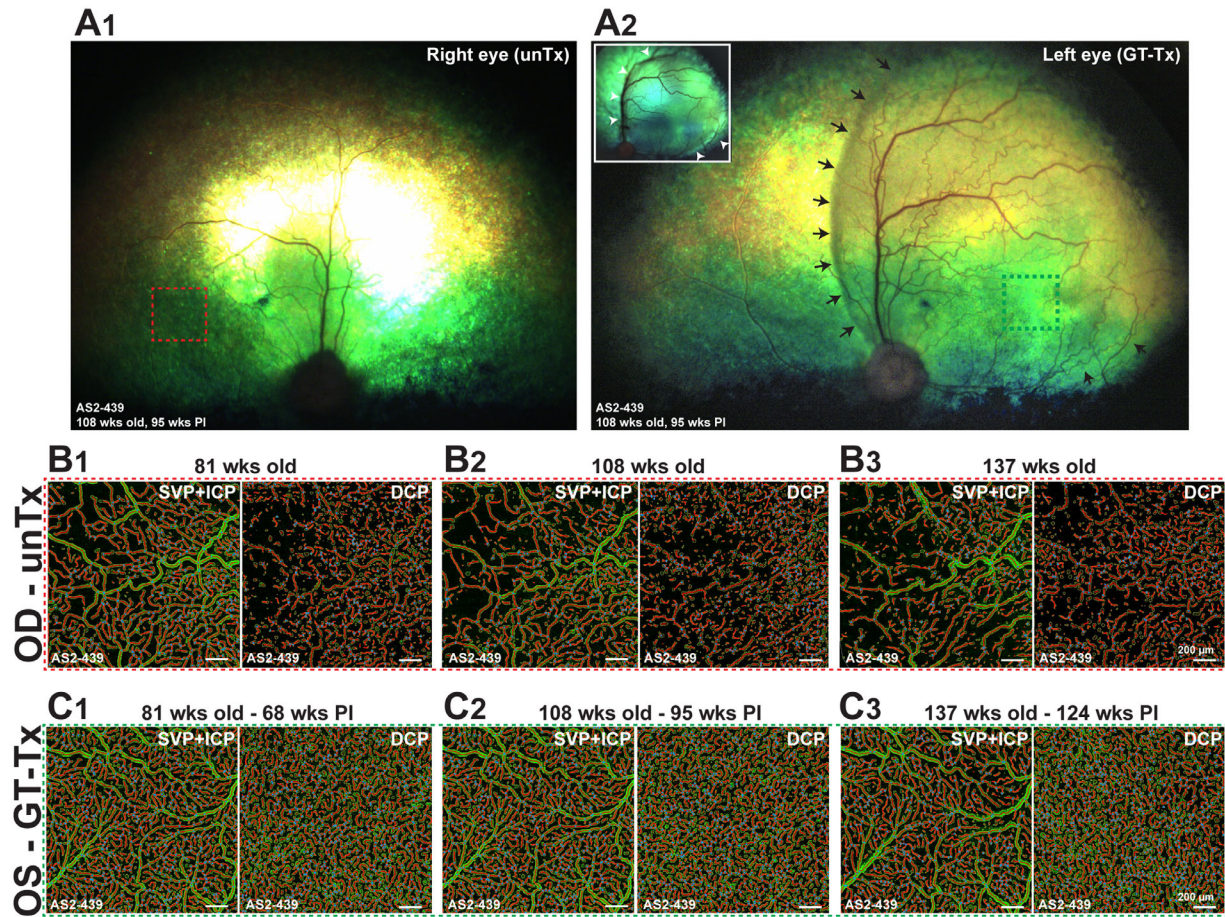 A1
A2
Right eye (unTx)
Left eye (GT-Tx)
AS2-439
108 wks old, 95 wks PI
AS2-439
108 wks old, 95 wks PI
B1
81 wks old
B2
108 wks old
B3
137 wks old
OD - unTx
SVP+ICP
DCP
SVP+ICP
DCP
SVP+ICP
DCP
AS2-439
AS2-439
AS2-439
AS2-439
AS2-439
AS2-439
200 µm
C1
81 wks old - 68 wks PI
C2
108 wks old - 95 wks PI
C3
137 wks old - 124 wks PI
OS - GT-Tx
SVP+ICP
DCP
SVP+ICP
DCP
SVP+ICP
DCP
AS2-439
AS2-439
AS2-439
AS2-439
AS2-439
AS2-439
200 µm